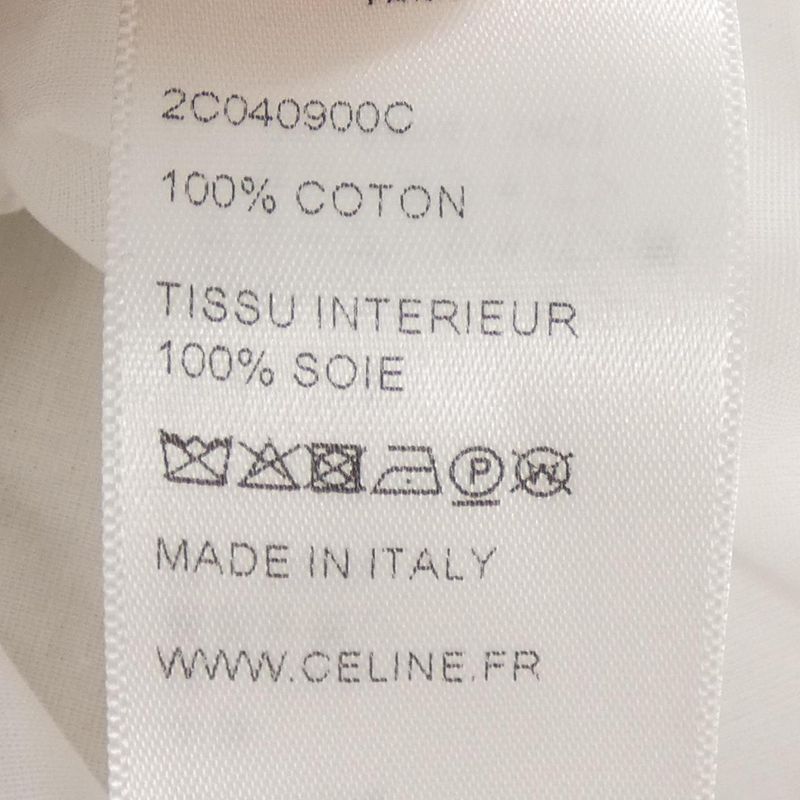 2C040900C
100% COTON
TISSU INTERIEUR
100% SOIE
P W
MADE IN ITALY
WWW.CELINE.FR